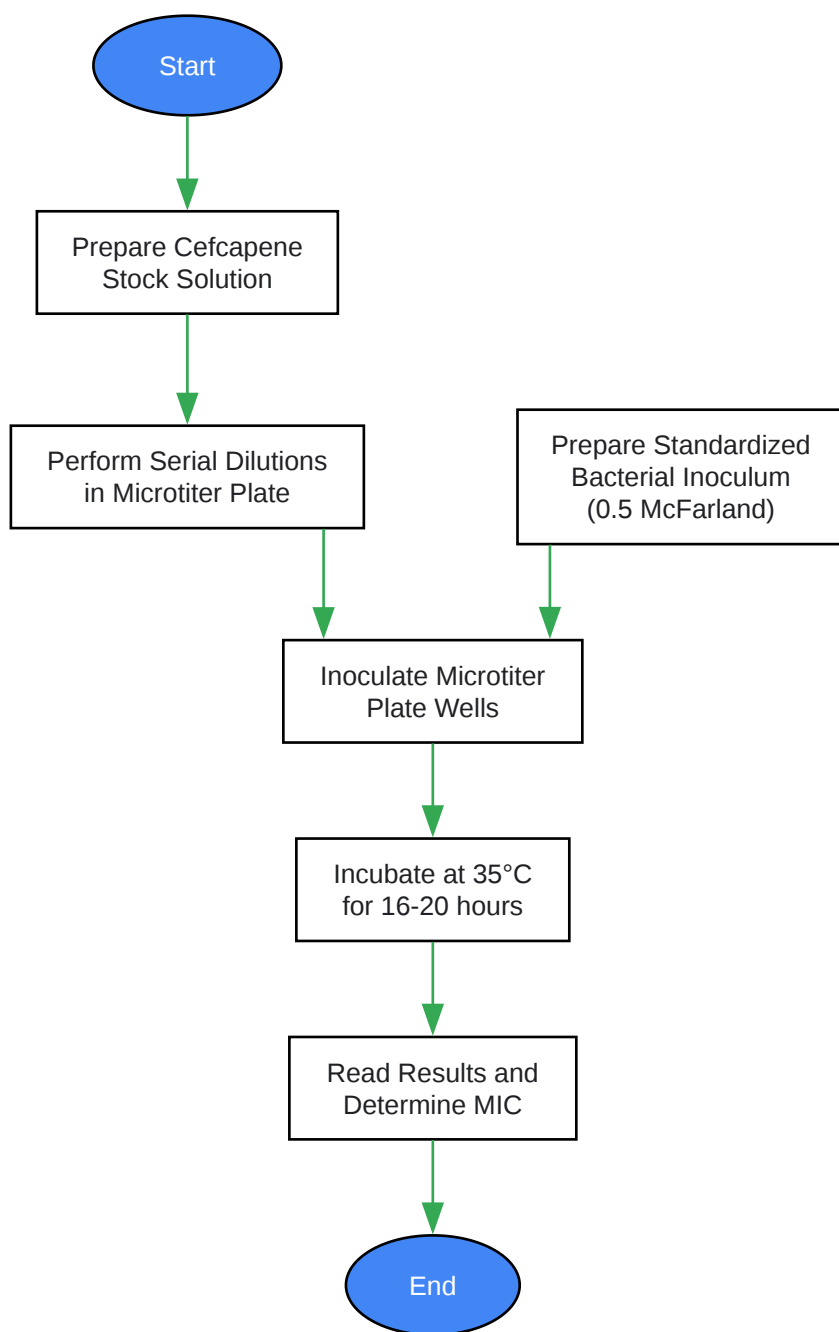 Start
Prepare Cefcapene
Stock Solution
Perform Serial Dilutions
in Microtiter Plate
Prepare Standardized
Bacterial Inoculum
(0.5 McFarland)
Inoculate Microtiter
Plate Wells
Incubate at 35°C
for 16-20 hours
Read Results and
Determine MIC
End